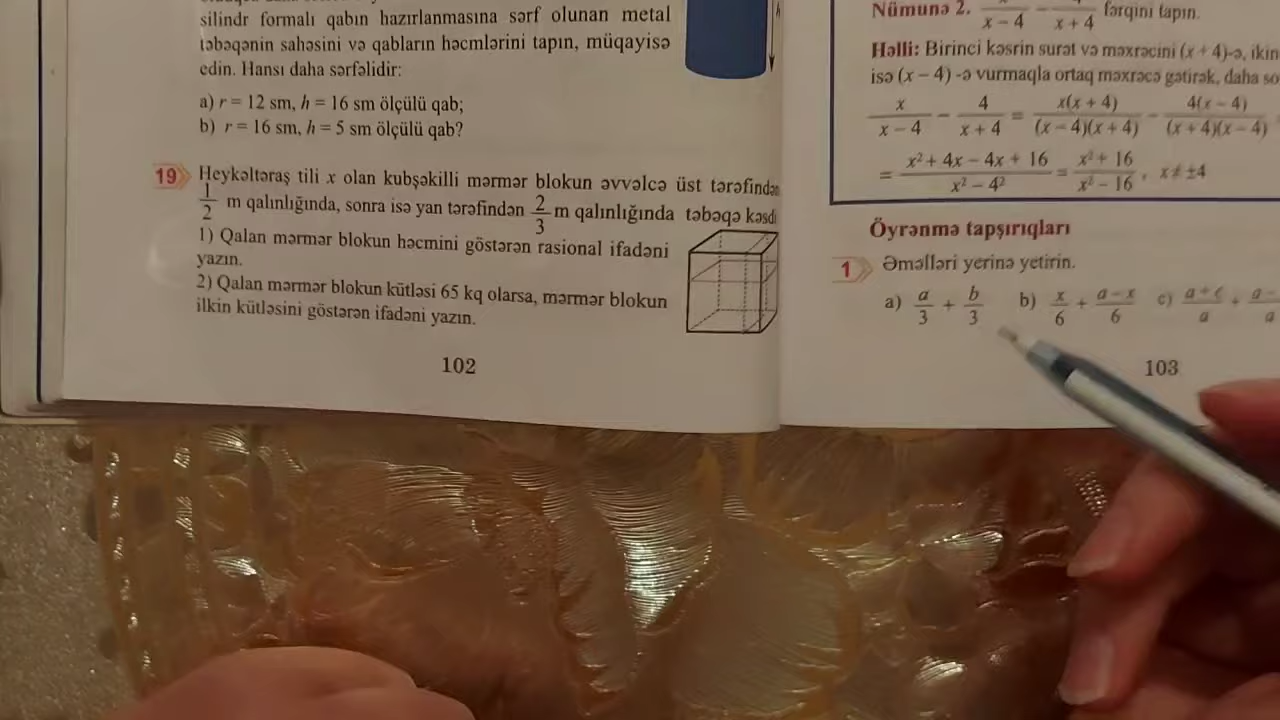 silindr formalı qabın hazırlanmasına sərf olunan metal
təbəqənin sahəsini və qabların həcmlərini tapın, müqayisə
edin. Hansı daha sərfəlidir:
a) r = 12 sm, h = 16 sm ölçülü qab;
b) r = 16 sm, h = 5 sm ölçülü qab?
h
19 Heykəltəraş tili x olan kubşəkilli mərmər blokun əvvəlcə üst tərəfindən
1/2 m qalınlığında, sonra isə yan tərəfindən 2/3 m qalınlığında təbəqə kəsdi
1) Qalan mərmər blokun həcmini göstərən rasional ifadəni
yazın.
2) Qalan mərmər blokun kütləsi 65 kq olarsa, mərmər blokun
ilkin kütləsini göstərən ifadəni yazın.
102
Nümunə 2. x – 4 – x + 4 fərqini tapın.
Həlli: Birinci kəsrin surət və məxrəcini (x + 4)-ə, ikin
isə (x – 4) -ə vurmaqla ortaq məxrəcə gətirək, daha so
x/(x – 4) – 4/(x + 4) = x(x + 4)/((x – 4)(x + 4)) – 4(x – 4)/((x + 4)(x – 4))
= (x² + 4x – 4x + 16)/(x² – 4²) = (x² + 16)/(x² – 16), x ≠ ±4
Öyrənmə tapşırıqları
1 Əməlləri yerinə yetirin.
a) a/3 + b/3 b) x/6 + (a – x)/6 c) (a + c)/a + a –/a
103